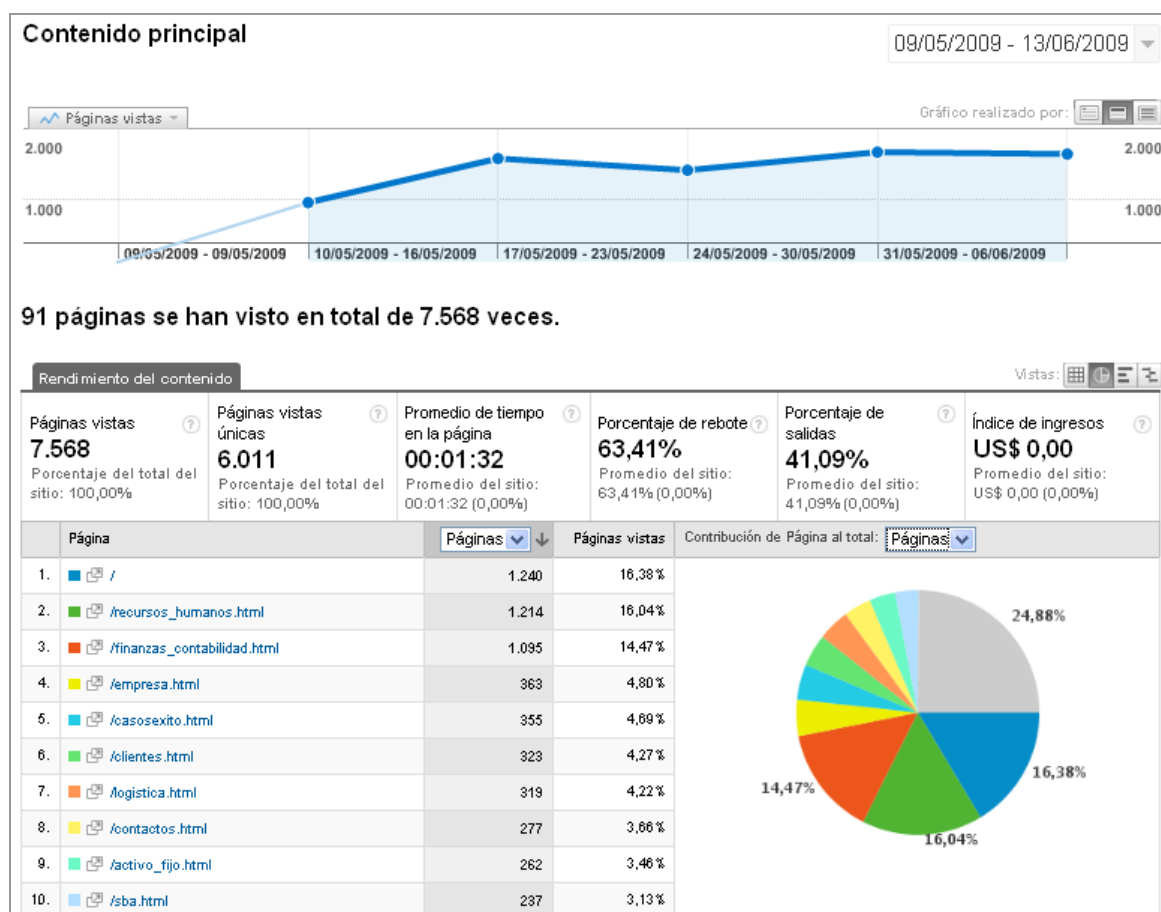 Contenido principal
09/05/2009 - 13/06/2009
Páginas vistas
Gráfico realizado por:
2.000
2.000
1.000
1.000
09/05/2009 - 09/05/2009
10/05/2009 - 16/05/2009
17/05/2009 - 23/05/2009
24/05/2009 - 30/05/2009
31/05/2009 - 06/06/2009
91 páginas se han visto en total de 7.568 veces.
Rendimiento del contenido
Vistas:
Páginas vistas ?
7.568
Porcentaje del total del
sitio: 100,00%
Páginas vistas ?
únicas
6.011
Porcentaje del total del
sitio: 100,00%
Promedio de tiempo ?
en la página
00:01:32
Promedio del sitio:
00:01:32 (0,00%)
Porcentaje de rebote ?
63,41%
Promedio del sitio:
63,41% (0,00%)
Porcentaje de ?
salidas
41,09%
Promedio del sitio:
41,09% (0,00%)
Índice de ingresos ?
US$ 0,00
Promedio del sitio:
US$ 0,00 (0,00%)
Página Páginas Páginas vistas Contribución de Página al total: Páginas
1. / 1.240 16,38%
2. /recursos_humanos.html 1.214 16,04%
3. /finanzas_contabilidad.html 1.095 14,47%
4. /empresa.html 363 4,80%
5. /casosexito.html 355 4,69%
6. /clientes.html 323 4,27%
7. /logistica.html 319 4,22%
8. /contactos.html 277 3,66%
9. /activo_fijo.html 262 3,46%
10. /sba.html 237 3,13%
24,88%
16,38%
14,47%
16,04%